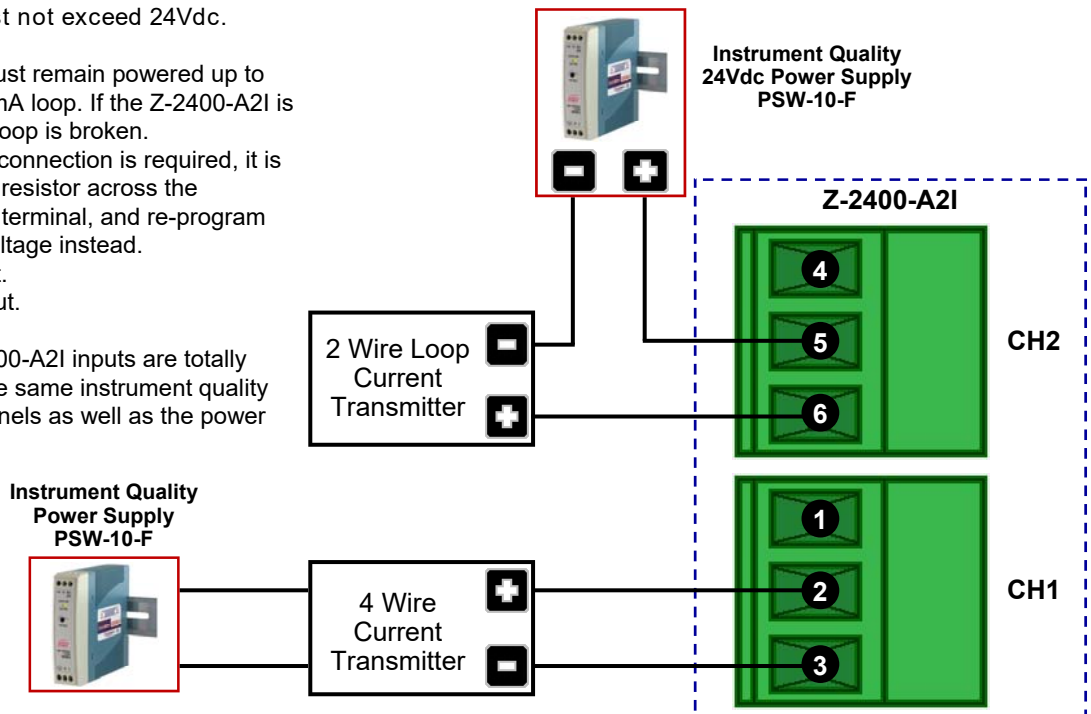 st not exceed 24Vdc.
ust remain powered up to
mA loop. If the Z-2400-A2I is
oop is broken.
connection is required, it is
resistor across the
terminal, and re-program
ltage instead.
t.
ut.
00-A2I inputs are totally
e same instrument quality
nels as well as the power
Instrument Quality
24Vdc Power Supply
PSW-10-F
Z-2400-A2I
4
5
6
CH2
2 Wire Loop
Current
Transmitter
Instrument Quality
Power Supply
PSW-10-F
4 Wire
Current
Transmitter
1
2
3
CH1